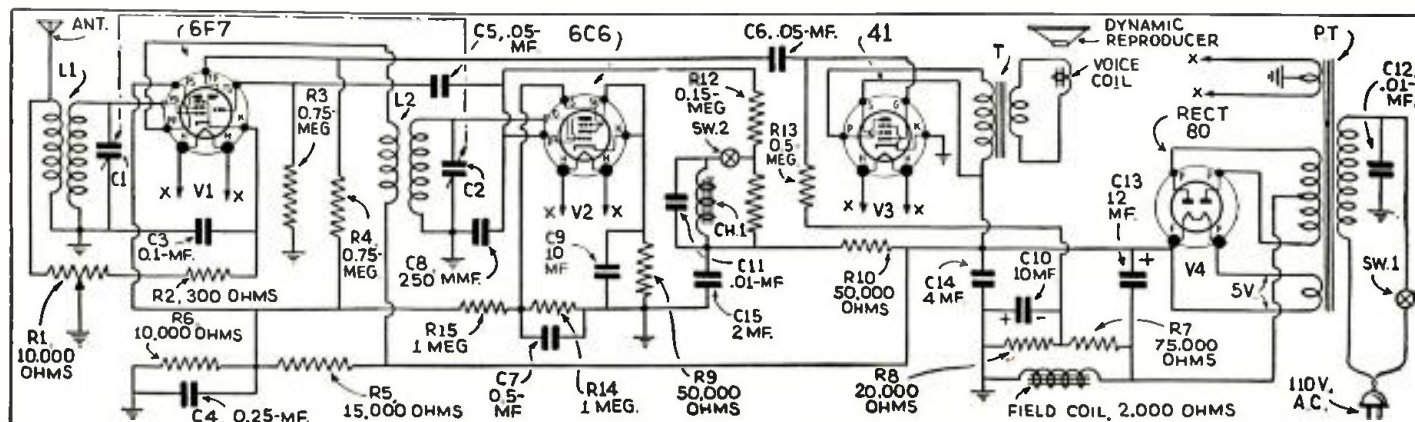 ANT.
L1
6F7
C1
X
V1
X
C3
0.1-MF.
R1
10,000
OHMS
R2, 300 OHMS
R6
10,000 OHMS
C4
0.25-MF.
R3
0.75-
MEG
R4,
0.75-
MEG.
R5,
15,000 OHMS
C5,.05-
MF.
L2
C2
C8,
250 MMF.
6C6
X
V2
X
C9
10
MF
R15
1 MEG
C7
0.5-
MF
R14
1 MEG.
R9
50,000
OHMS
C6,.05-MF.
R12
0.15-
MEG
SW.2
CH.1
C11
.01-MF
C15
2 MF.
R13
0.5-
MEG.
R10
50,000
OHMS
41
X
V3
X
C14
4 MF
C10
10MF
+ -
R8
20,000
OHMS
R7
75,000
OHMS
FIELD COIL, 2,000 OHMS
T
DYNAMIC
REPRODUCER
VOICE
COIL
C13
12
MF.
+
X
X
RECT
80
V4
5V
P.T
C12,
.01-
MF.
SW.1
110V.,
A.C.